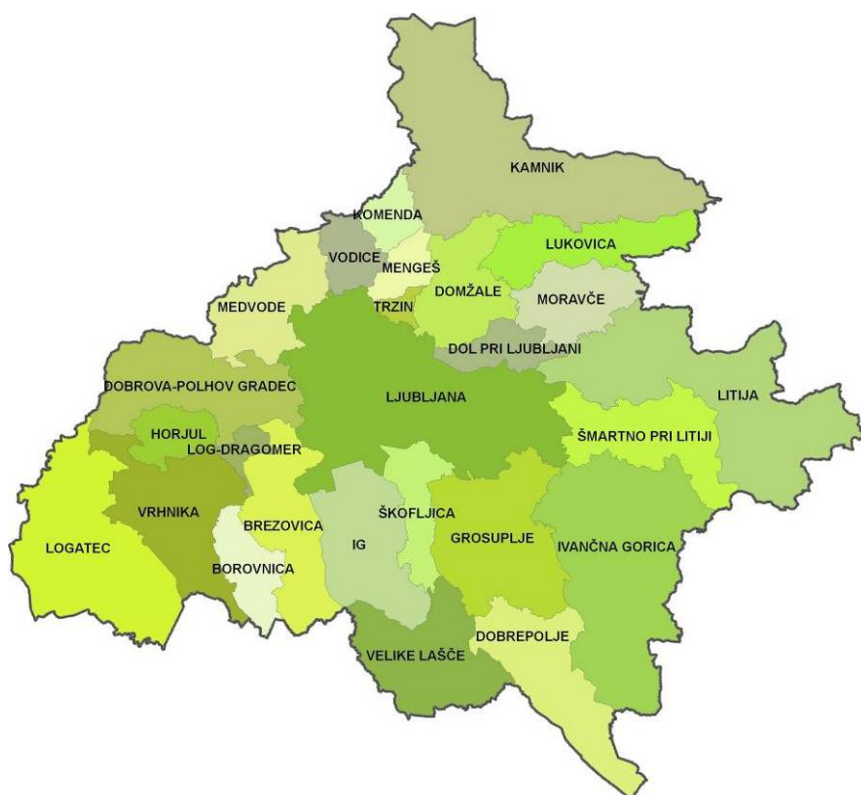 KAMNIK
KOMENDA
LUKOVICA
VODICE
MENGEŠ
DOMŽALE
MORAVČE
MEDVODE
TRZIN
DOL PRI LJUBLJANI
DOBROVA-POLHOV GRADEC
LJUBLJANA
LITIJA
HORJUL
LOG-DRAGOMER
ŠMARTNO PRI LITIJI
VRHNIKA
ŠKOFLJICA
BREZOVICA
GROSUPLJE
LOGATEC
IG
IVANČNA GORICA
BOROVNICA
DOBREPOLJE
VELIKE LAŠČE